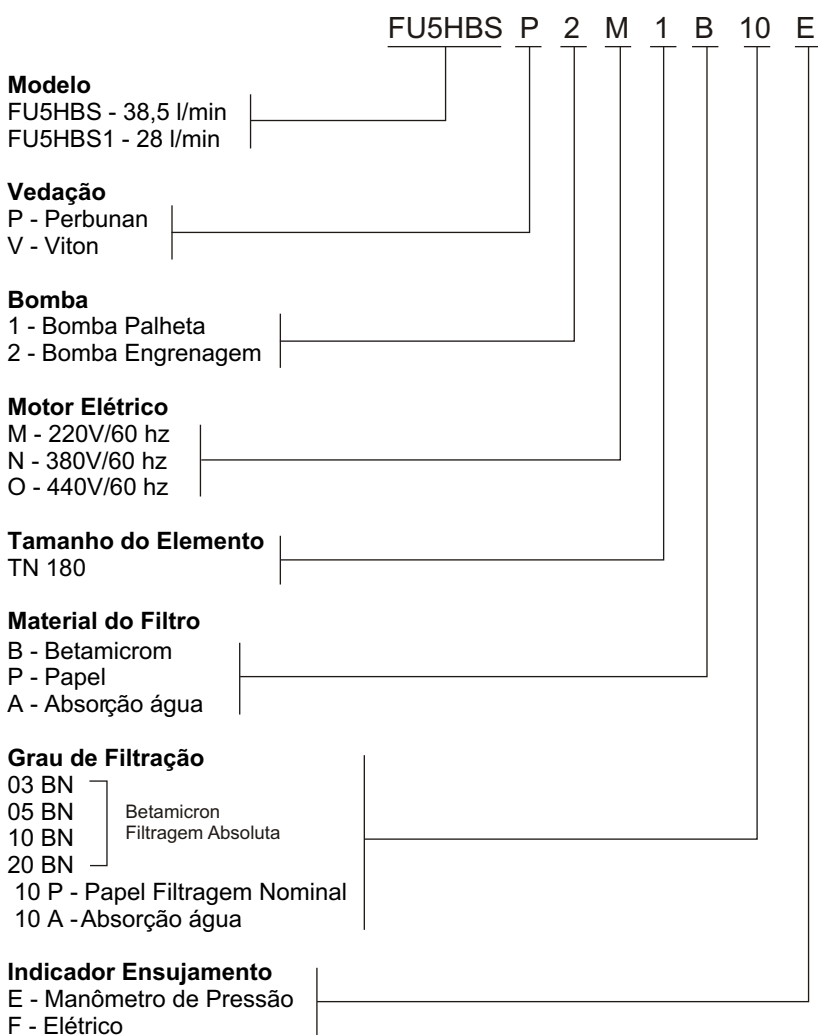 FU5HBS P 2 M 1 B 10 E
Modelo
FU5HBS - 38,5 l/min
FU5HBS1 - 28 l/min
Vedação
P - Perbunan
V - Viton
Bomba
1 - Bomba Palheta
2 - Bomba Engrenagem
Motor Elétrico
M - 220V/60 hz
N - 380V/60 hz
O - 440V/60 hz
Tamanho do Elemento
TN 180
Material do Filtro
B - Betamicrom
P - Papel
A - Absorção água
Grau de Filtração
03 BN
05 BN
10 BN
20 BN
Betamicron
Filtragem Absoluta
10 P - Papel Filtragem Nominal
10 A - Absorção água
Indicador Ensujamento
E - Manômetro de Pressão
F - Elétrico